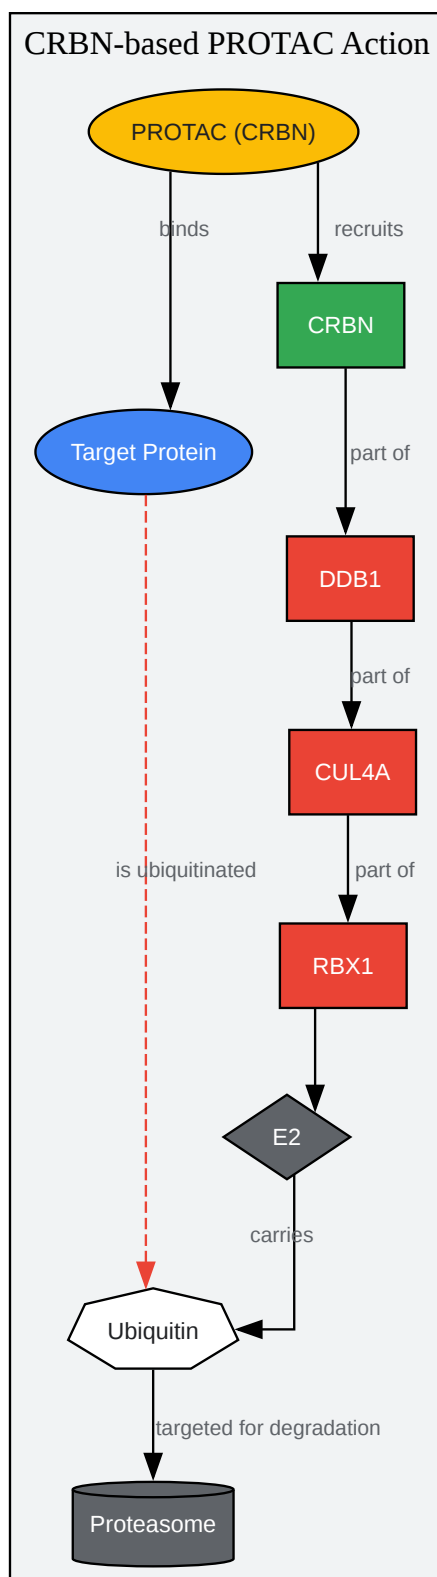 CRBN-based PROTAC Action
PROTAC (CRBN)
binds
recruits
CRBN
Target Protein
part of
DDB1
part of
CUL4A
is ubiquitinated
part of
RBX1
E2
carries
Ubiquitin
targeted for degradation
Proteasome